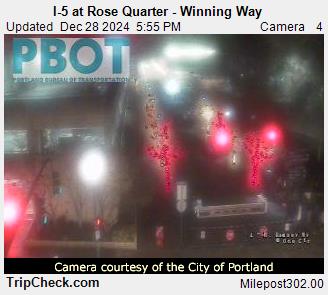 I-5 at Rose Quarter - Winning Way
Updated Dec 28 2024 5:55 PM Camera 4
PBOT
PORTLAND BUREAU OF TRANSPORTATION
Camera courtesy of the City of Portland
TripCheck.com Milepost302.00